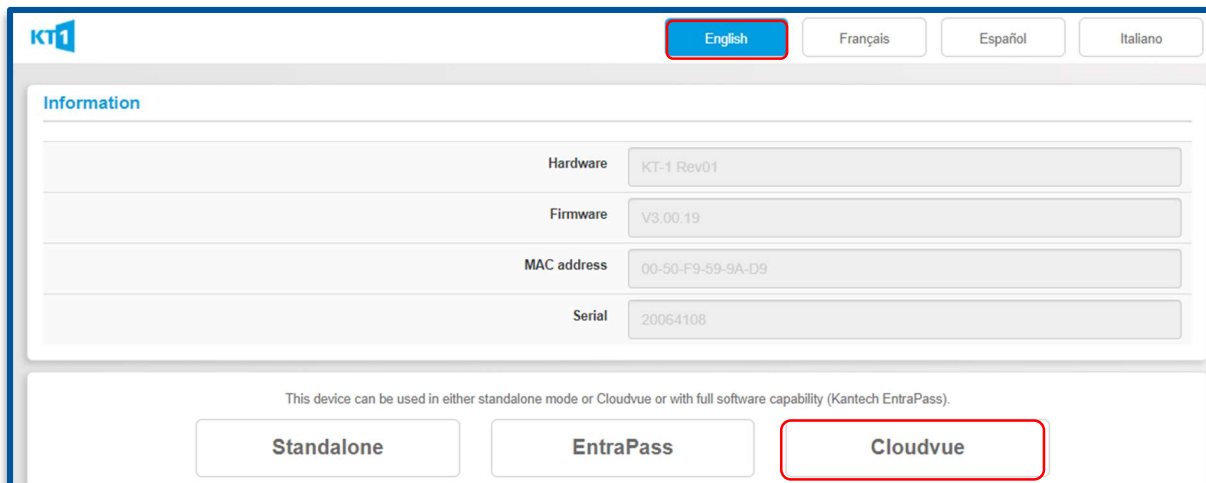 KT1
English Français Español Italiano
Information
Hardware KT-1 Rev01
Firmware V3.00.19
MAC address 00-50-F9-59-9A-D9
Serial 20064108
This device can be used in either standalone mode or Cloudvue or with full software capability (Kantech EntraPass).
Standalone EntraPass Cloudvue